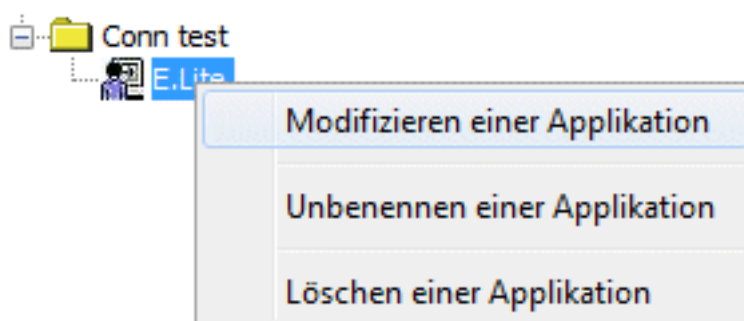 Conn test
E.Lite
Modifizieren einer Applikation
Unbenennen einer Applikation
Löschen einer Applikation